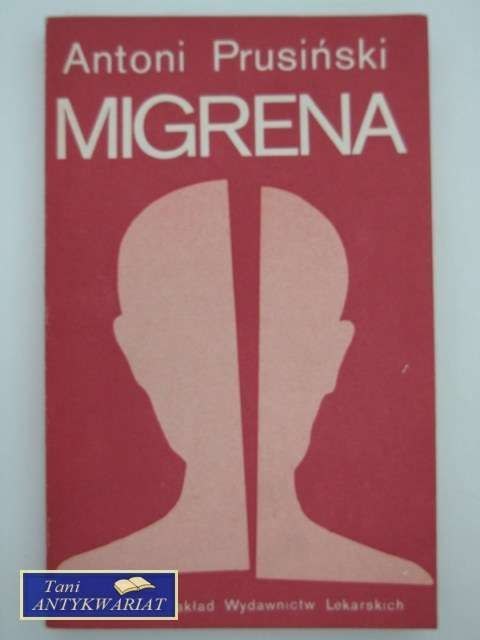 Antoni Prusiński
MIGRENA
Wydawnictw Lekarskich
Tani
ANTYKWARIAT